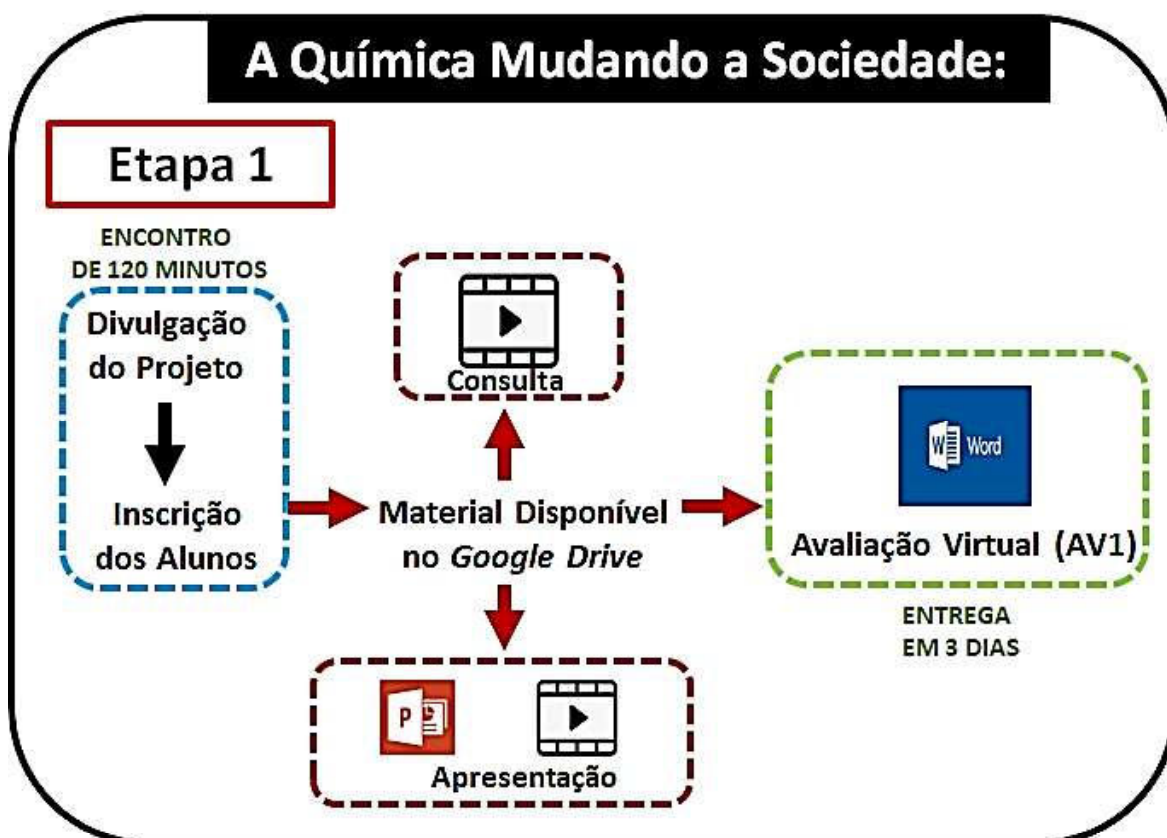 A Química Mudando a Sociedade:
Etapa 1
ENCONTRO
DE 120 MINUTOS
Divulgação
do Projeto
Inscrição
dos Alunos
Consulta
Material Disponível
no Google Drive
P
Apresentação
W Word
Avaliação Virtual (AV1)
ENTREGA
EM 3 DIAS